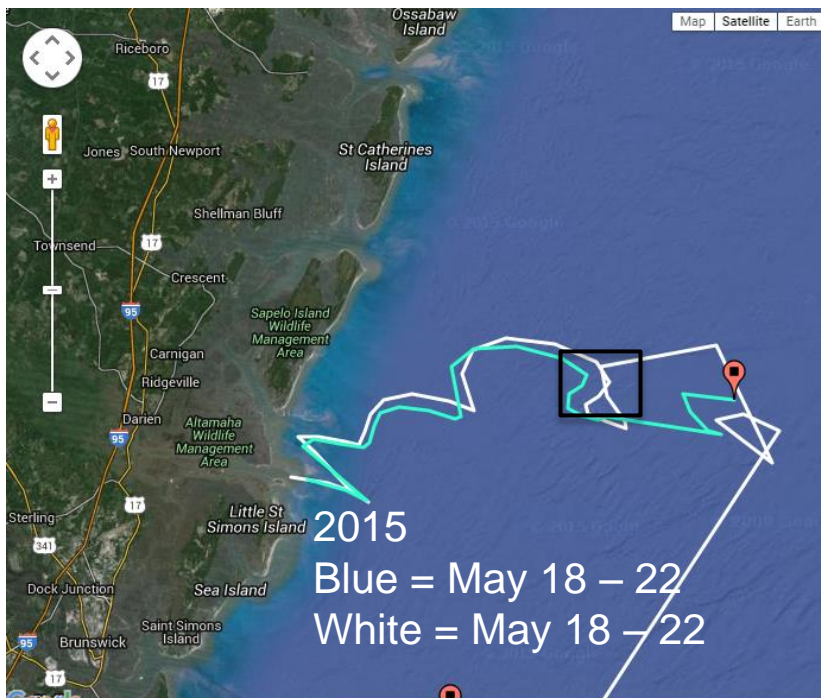 Ossabaw
Island
Map Satellite Earth
Riceboro
17
© 2015 Google
Jones South Newport
St Catherines
Island
Shellman Bluff
Townsend
17
Crescent
95
Sapelo Island
Wildlife
Management
Area
Carnigan
Ridgeville
Darien
95
Altamaha
Wildlife
Management
Area
17
Little St
Simons Island
Sterling
341
2015
Blue = May 18 – 22
White = May 18 – 22
Dock Junction
Sea Island
Saint Simons
Island
95
Brunswick
17